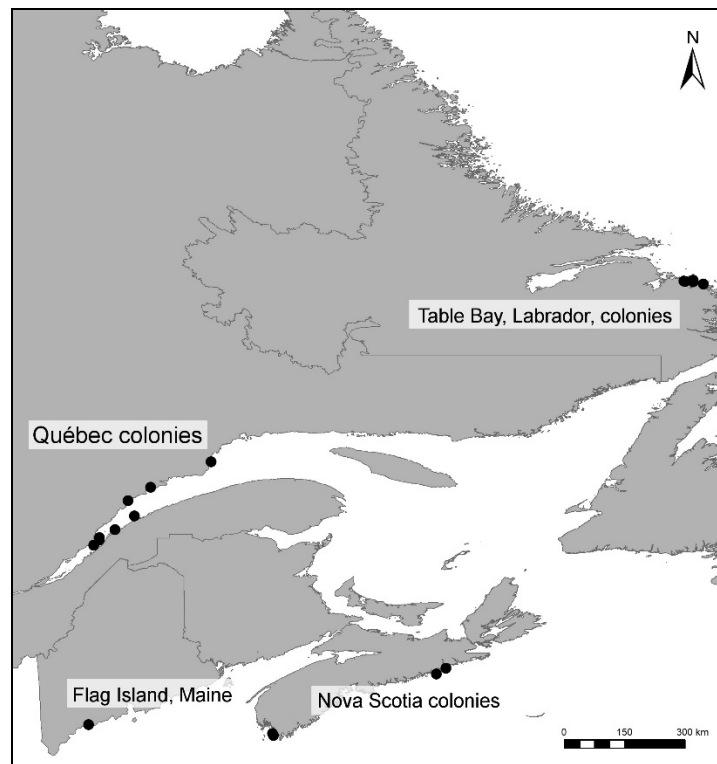 N
Table Bay, Labrador, colonies
Québec colonies
Flag Island, Maine
Nova Scotia colonies
0 150 300 km